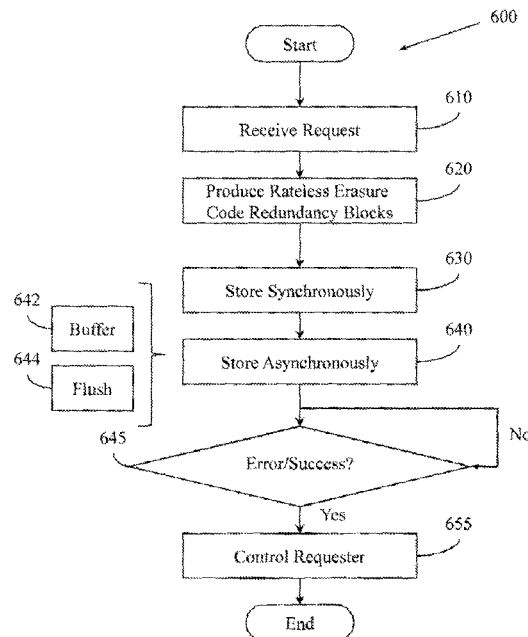 600
Start
610
Receive Request
620
Produce Rateless Erasure
Code Redundancy Blocks
630
Store Synchronously
642
Buffer
640
Store Asynchronously
644
Flush
645
Error/Success?
No
Yes
655
Control Requester
End